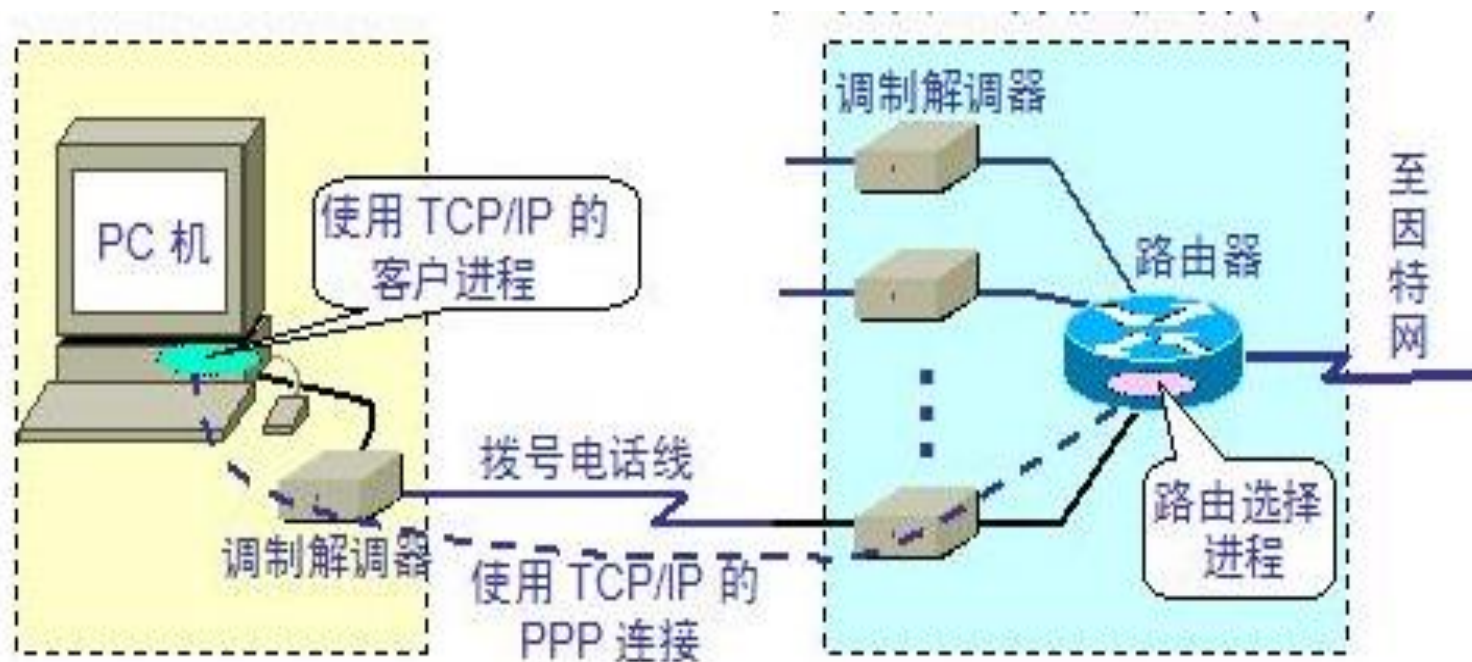 调制解调器
PC 机
使用 TCP/IP 的
客户进程
路由器
至
因
特
网
拨号电话线
调制解调器
使用 TCP/IP 的
PPP 连接
路由选择
进程